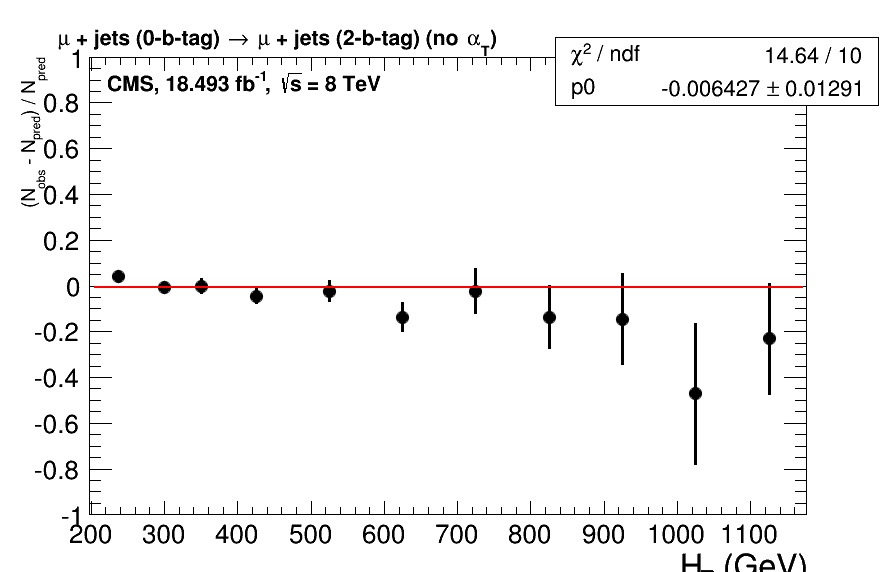 μ + jets (0-b-tag) → μ + jets (2-b-tag) (no α_T)
χ² / ndf 14.64 / 10
p0 -0.006427 ± 0.01291
CMS, 18.493 fb⁻¹, √s = 8 TeV
(N_obs - N_pred) / N_pred
1
0.8
0.6
0.4
0.2
0
-0.2
-0.4
-0.6
-0.8
-1
200 300 400 500 600 700 800 900 1000 1100
(GeV)